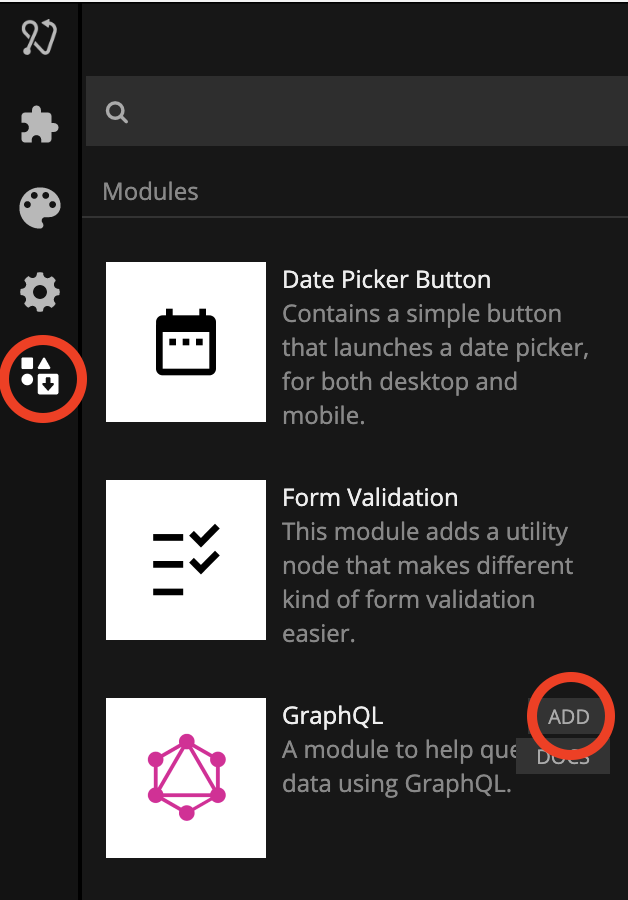 Modules
Date Picker Button
Contains a simple button
that launches a date picker,
for both desktop and
mobile.
Form Validation
This module adds a utility
node that makes different
kind of form validation
easier.
GraphQL
ADD
A module to help que
DOCS
data using GraphQL.